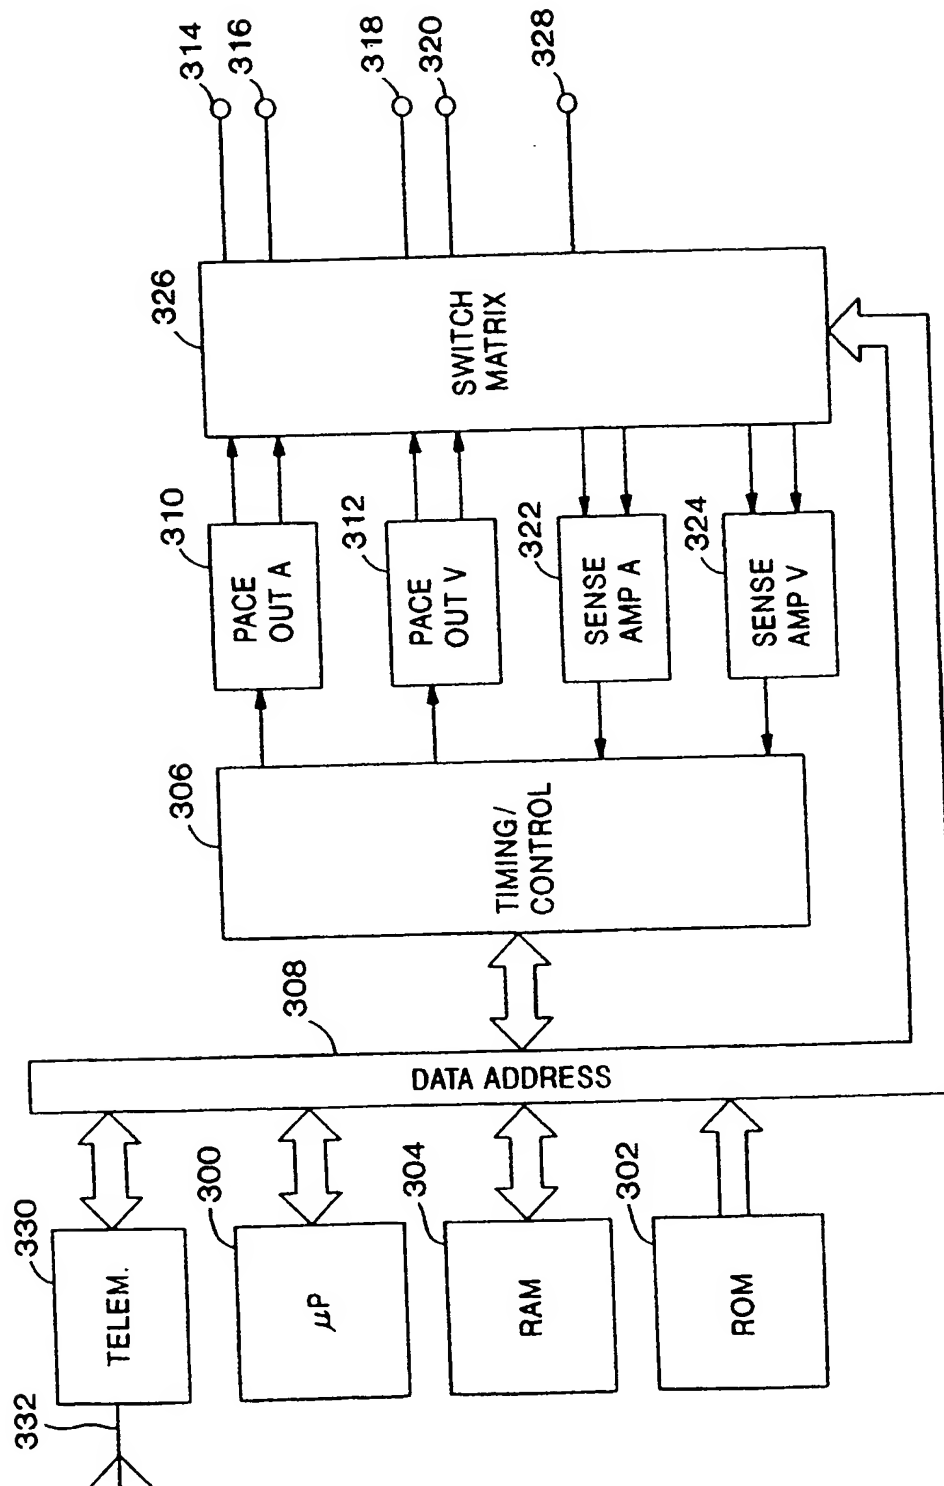 332
330
TELEM.
300
μP
304
RAM
302
ROM
308
DATA ADDRESS
306
TIMING/
CONTROL
310
PACE
OUT A
312
PACE
OUT V
322
SENSE
AMP A
324
SENSE
AMP V
326
SWITCH
MATRIX
314
316
318
320
328